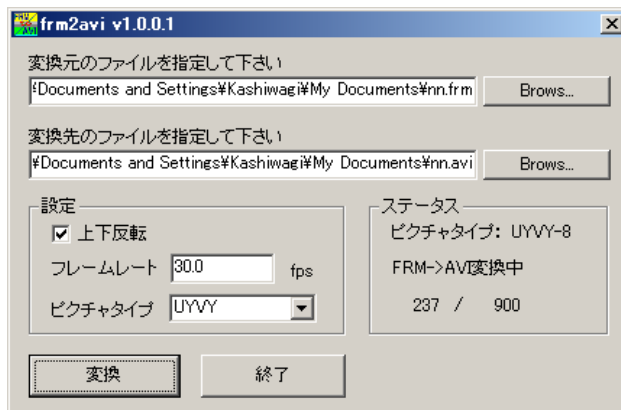 frm2avi v1.0.0.1
変換元のファイルを指定して下さい
¥Documents and Settings¥Kashiwagi¥My Documents¥nn.frm
Brows...
変換先のファイルを指定して下さい
¥Documents and Settings¥Kashiwagi¥My Documents¥nn.avi
Brows...
設定
上下反転
フレームレート 30.0 fps
ピクチャタイプ UYVY
ステータス
ピクチャタイプ: UYVY-8
FRM->AVI変換中
237 / 900
変換
終了